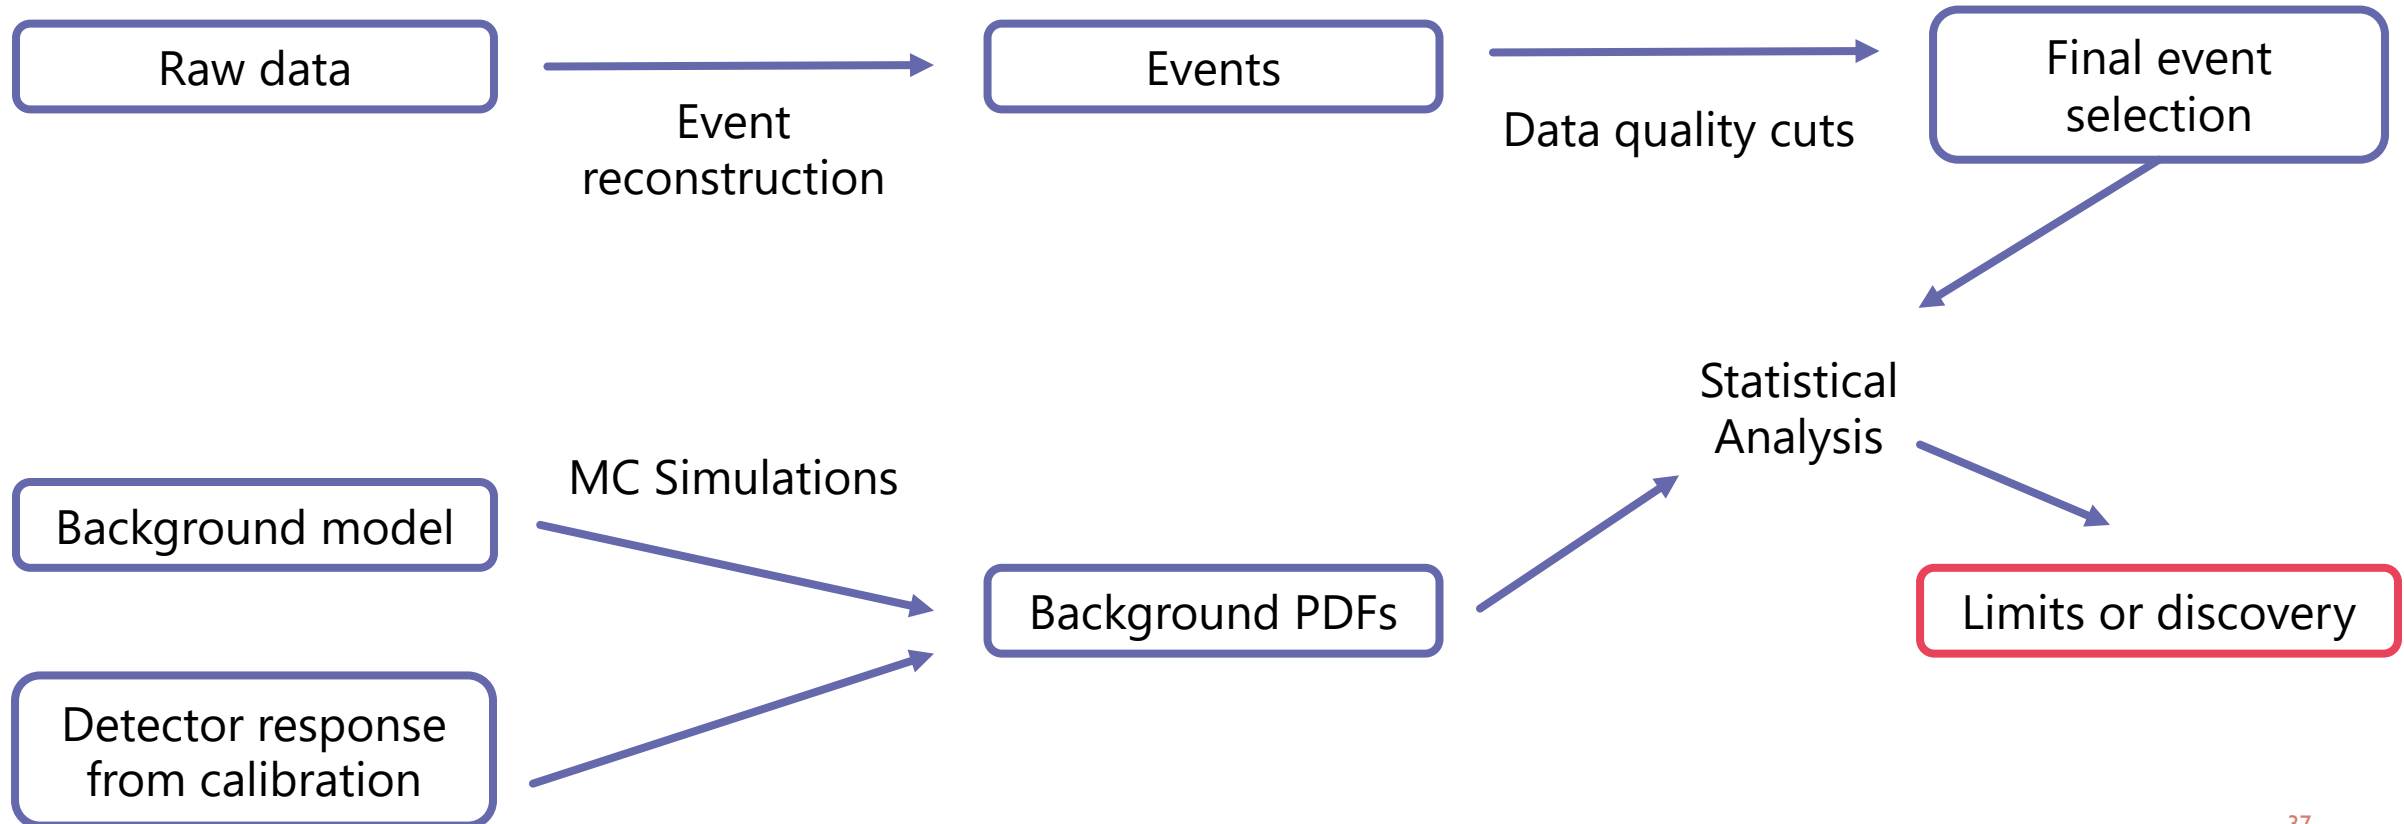 Raw data
Event
reconstruction
Events
Data quality cuts
Final event
selection
Statistical
Analysis
MC Simulations
Background model
Background PDFs
Limits or discovery
Detector response
from calibration
37